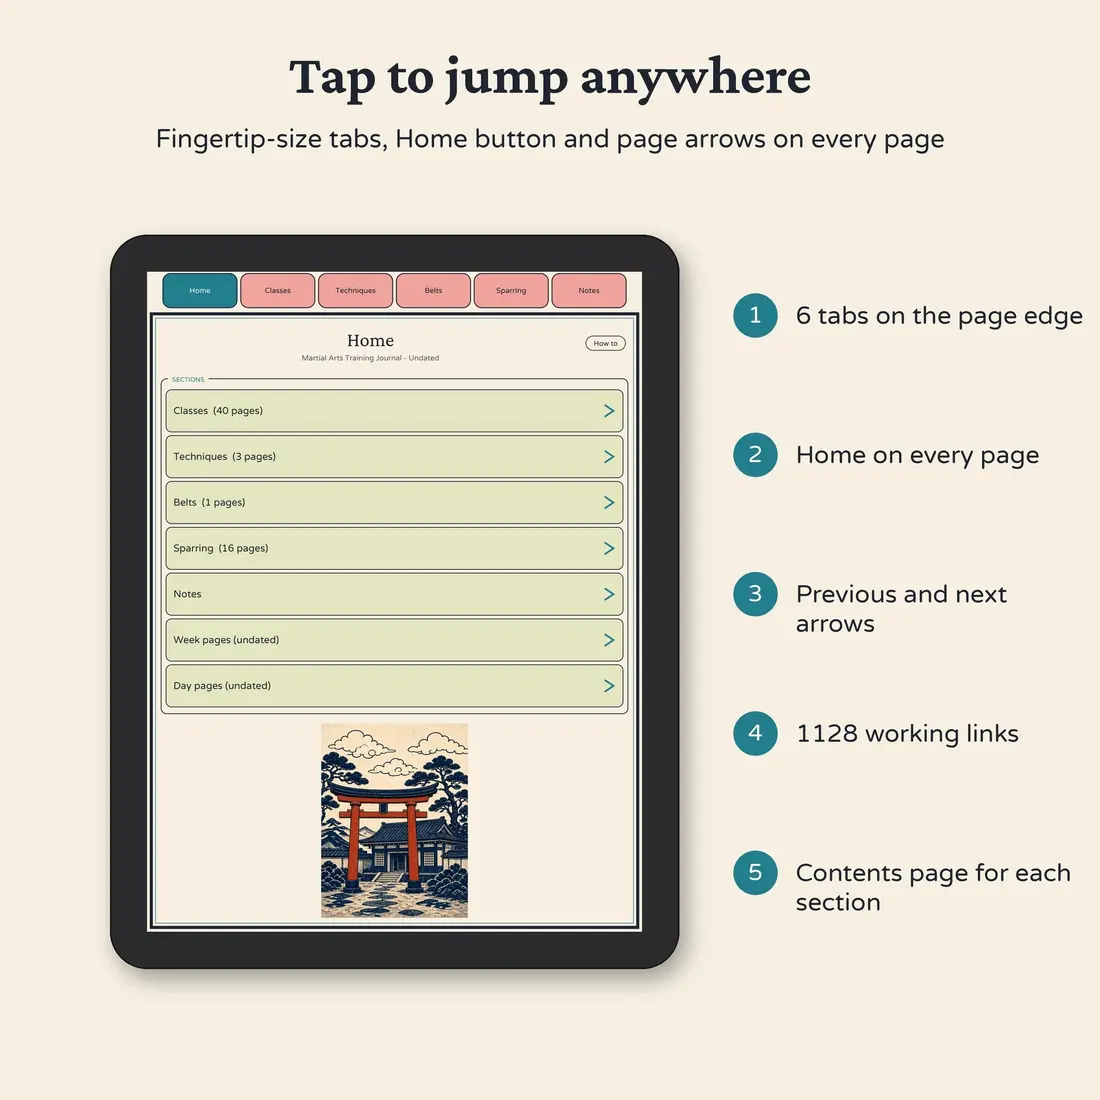 Tap to jump anywhere
Fingertip-size tabs, Home button and page arrows on every page
Home
Classes
Techniques
Belts
Sparring
Notes
Home
How to
Martial Arts Training Journal - Undated
SECTIONS
Classes (40 pages)
Techniques (3 pages)
Belts (1 pages)
Sparring (16 pages)
Notes
Week pages (undated)
Day pages (undated)
1 6 tabs on the page edge
2 Home on every page
3 Previous and next
arrows
4 1128 working links
5 Contents page for each
section